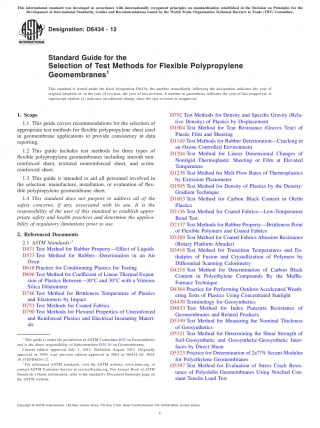 This international standard was developed in accordance with internationally recognized principles on standardization established in the Decision on Principles for the
Development of International Standards, Guides and Recommendations issued by the World Trade Organization Technical Barriers to Trade (TBT) Committee.
INTERNATIONAL
Designation: D6434 − 12
Standard Guide for the
Selection of Test Methods for Flexible Polypropylene
Geomembranes1
This standard is issued under the fixed designation D6434; the number immediately following the designation indicates the year of
original adoption or, in the case of revision, the year of last revision. A number in parentheses indicates the year of last reapproval. A
superscript epsilon (ε) indicates an editorial change since the last revision or reapproval.
1. Scope
1.1 This guide covers recommendations for the selection of
appropriate test methods for flexible polypropylene sheet used
in geomembrane applications to provide consistency in data
reporting.
1.2 This guide includes test methods for three types of
flexible polypropylene geomembranes including smooth non-
reinforced sheet, textured nonreinforced sheet, and scrim-
reinforced sheet.
1.3 This guide is intended to aid all personnel involved in
the selection, manufacture, installation, or evaluation of flex-
ible polypropylene geomembrane sheet.
1.4 This standard does not purport to address all of the
safety concerns, if any, associated with its use. It is the
responsibility of the user of this standard to establish appro-
priate safety and health practices and determine the applica-
bility of regulatory limitations prior to use.
2. Referenced Documents
2.1 ASTM Standards:2
D471 Test Method for Rubber Property—Effect of Liquids
D573 Test Method for Rubber—Deterioration in an Air
Oven
D618 Practice for Conditioning Plastics for Testing
D696 Test Method for Coefficient of Linear Thermal Expan-
sion of Plastics Between −30°C and 30°C with a Vitreous
Silica Dilatometer
D746 Test Method for Brittleness Temperature of Plastics
and Elastomers by Impact
D751 Test Methods for Coated Fabrics
D790 Test Methods for Flexural Properties of Unreinforced
and Reinforced Plastics and Electrical Insulating Materi-
als
1 This guide is under the jurisdiction of ASTM Committee D35 on Geosynthetics
and is the direct responsibility of Subcommittee D35.10 on Geomembranes.
Current edition approved July 1, 2012. Published August 2012. Originally
approved in 1999. Last previous edition approved in 2004 as D6434–04. DOI:
10.1520/D6434-12.
2 For referenced ASTM standards, visit the ASTM website, www.astm.org, or
contact ASTM Customer Service at service@astm.org. For Annual Book of ASTM
Standards volume information, refer to the standard's Document Summary page on
the ASTM website.
D792 Test Methods for Density and Specific Gravity (Rela-
tive Density) of Plastics by Displacement
D1004 Test Method for Tear Resistance (Graves Tear) of
Plastic Film and Sheeting
D1149 Test Methods for Rubber Deterioration—Cracking in
an Ozone Controlled Environment
D1204 Test Method for Linear Dimensional Changes of
Nonrigid Thermoplastic Sheeting or Film at Elevated
Temperature
D1238 Test Method for Melt Flow Rates of Thermoplastics
by Extrusion Plastometer
D1505 Test Method for Density of Plastics by the Density-
Gradient Technique
D1603 Test Method for Carbon Black Content in Olefin
Plastics
D2136 Test Method for Coated Fabrics—Low-Temperature
Bend Test
D2137 Test Methods for Rubber Property—Brittleness Point
of Flexible Polymers and Coated Fabrics
D3389 Test Method for Coated Fabrics Abrasion Resistance
(Rotary Platform Abrader)
D3418 Test Method for Transition Temperatures and En-
thalpies of Fusion and Crystallization of Polymers by
Differential Scanning Calorimetry
D4218 Test Method for Determination of Carbon Black
Content in Polyethylene Compounds By the Muffle-
Furnace Technique
D4364 Practice for Performing Outdoor Accelerated Weath-
ering Tests of Plastics Using Concentrated Sunlight
D4439 Terminology for Geosynthetics
D4833 Test Method for Index Puncture Resistance of
Geomembranes and Related Products
D5199 Test Method for Measuring the Nominal Thickness
of Geosynthetics
D5321 Test Method for Determining the Shear Strength of
Soil-Geosynthetic and Geosynthetic-Geosynthetic Inter-
faces by Direct Shear
D5323 Practice for Determination of 2% Secant Modulus
for Polyethylene Geomembranes
D5397 Test Method for Evaluation of Stress Crack Resis-
tance of Polyolefin Geomembranes Using Notched Con-
stant Tensile Load Test
Copyright © ASTM International, 100 Barr Harbor Drive, PO Box C700, West Conshohocken, PA 19428-2959. United States
1